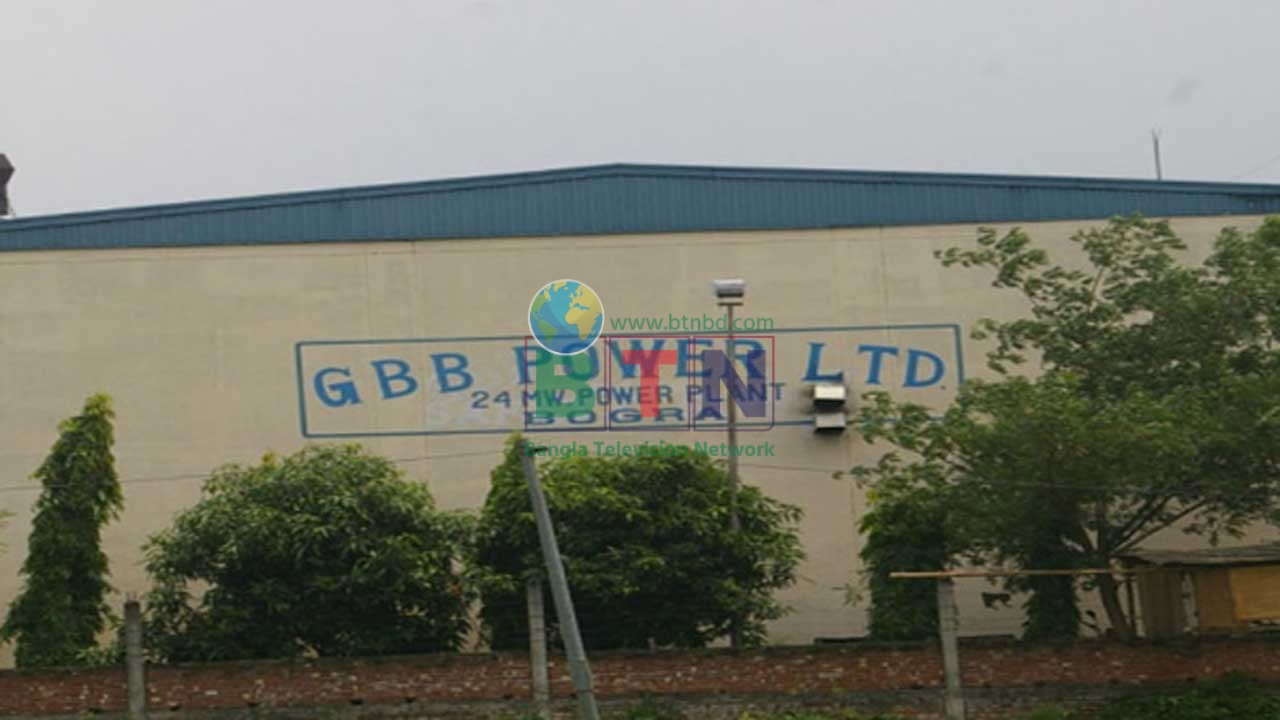 www.btnbd.com
GBB POWER LTD.
24 MW POWER PLANT
BOGRA
BTN
Bangla Television Network